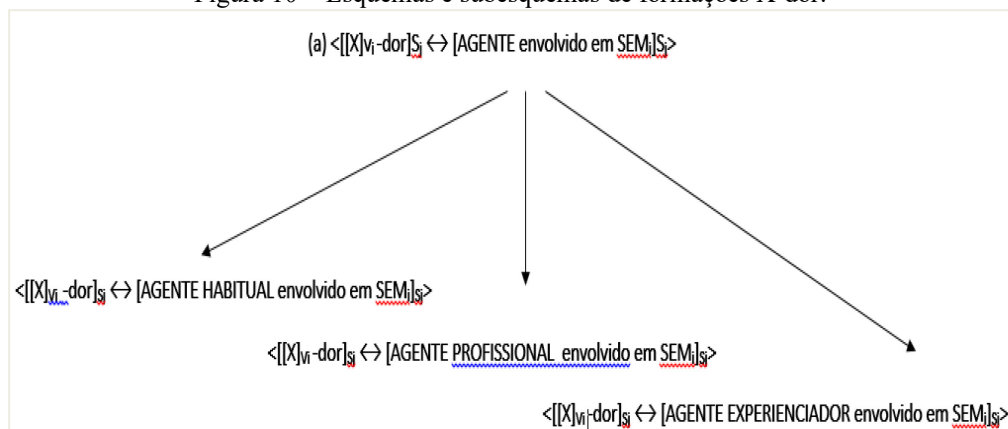 Figura 10 – Esquemas e subesquemas de formações X-dor.
(a) <[[X]vi -dor]Sj ↔ [AGENTE envolvido em SEMi]Sj>
<[[X]Vi -dor]sj ↔ [AGENTE HABITUAL envolvido em SEMi]sj>
<[[X]Vi -dor]sj ↔ [AGENTE PROFISSIONAL envolvido em SEMi]sj>
<[[X]Vi -dor]sj ↔ [AGENTE EXPERIENCIADOR envolvido em SEMi]sj>